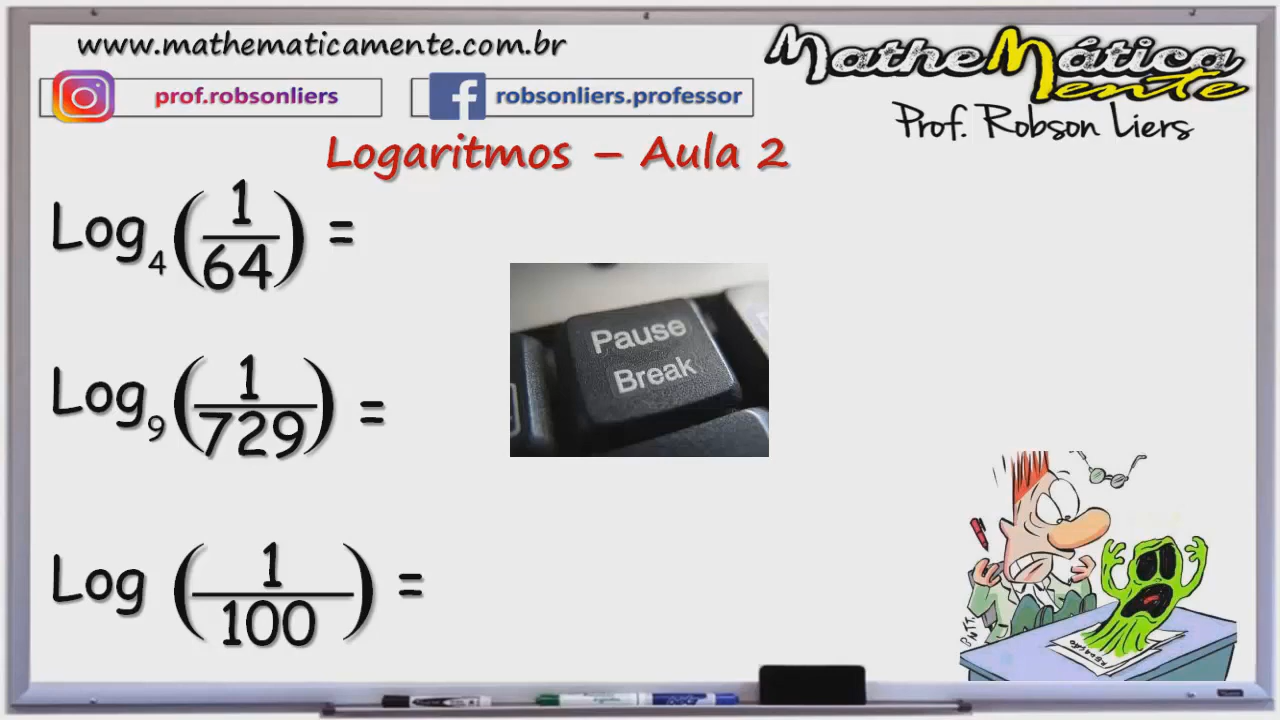 www.mathematicamente.com.br
MatheMática
mente
prof.robsonliers
robsonliers.professor
Prof. Robson Liers
Logaritmos – Aula 2
Log₄(1/64) =
Pause
Break
Log₉(1/729) =
Log (1/100) =
REDAÇÃO